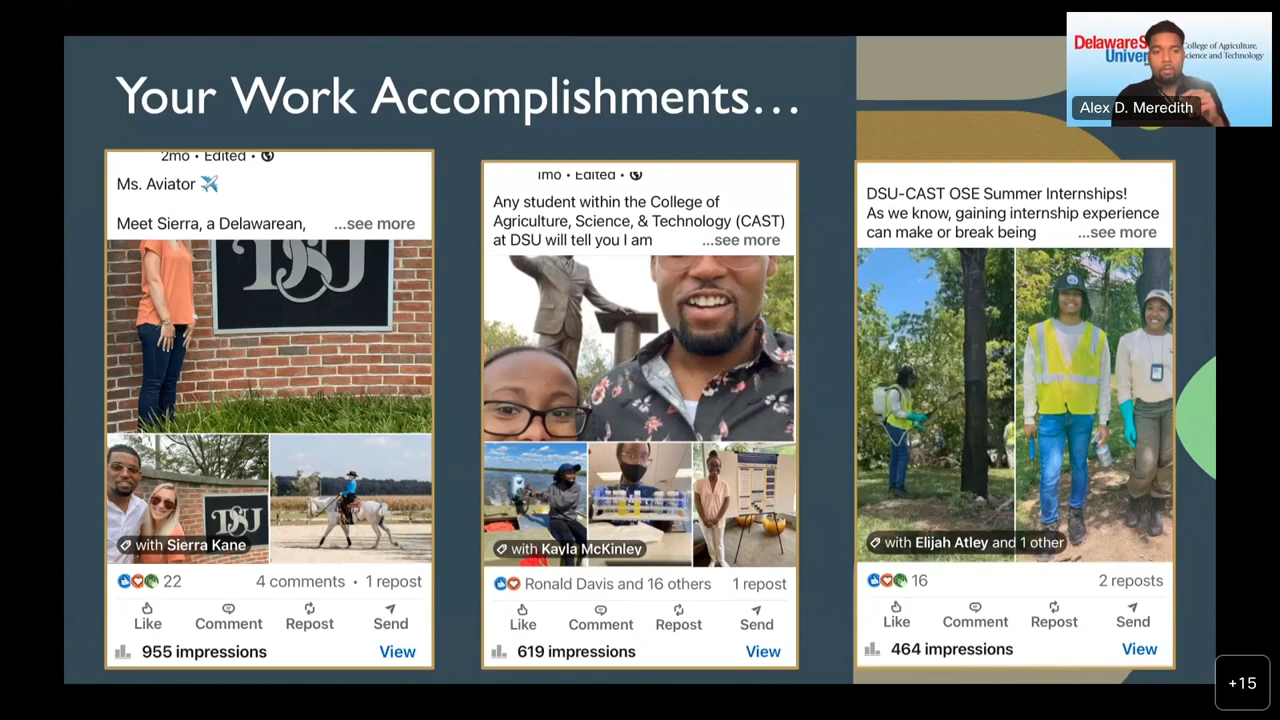 Your Work Accomplishments...
2mo • Edited •
Ms. Aviator ✈️
Meet Sierra, a Delawarean, ...see more
DSU
DSU
with Sierra Kane
22 4 comments • 1 repost
Like Comment Repost Send
955 impressions View
1mo • Edited •
Any student within the College of
Agriculture, Science, & Technology (CAST)
at DSU will tell you I am ...see more
with Kayla McKinley
Ronald Davis and 16 others 1 repost
Like Comment Repost Send
619 impressions View
DSU-CAST OSE Summer Internships!
As we know, gaining internship experience
can make or break being ...see more
with Elijah Atley and 1 other
16 2 reposts
Like Comment Repost Send
464 impressions View
Delaware S
Univer
College of Agriculture,
Science and Technology
Alex D. Meredith
+15